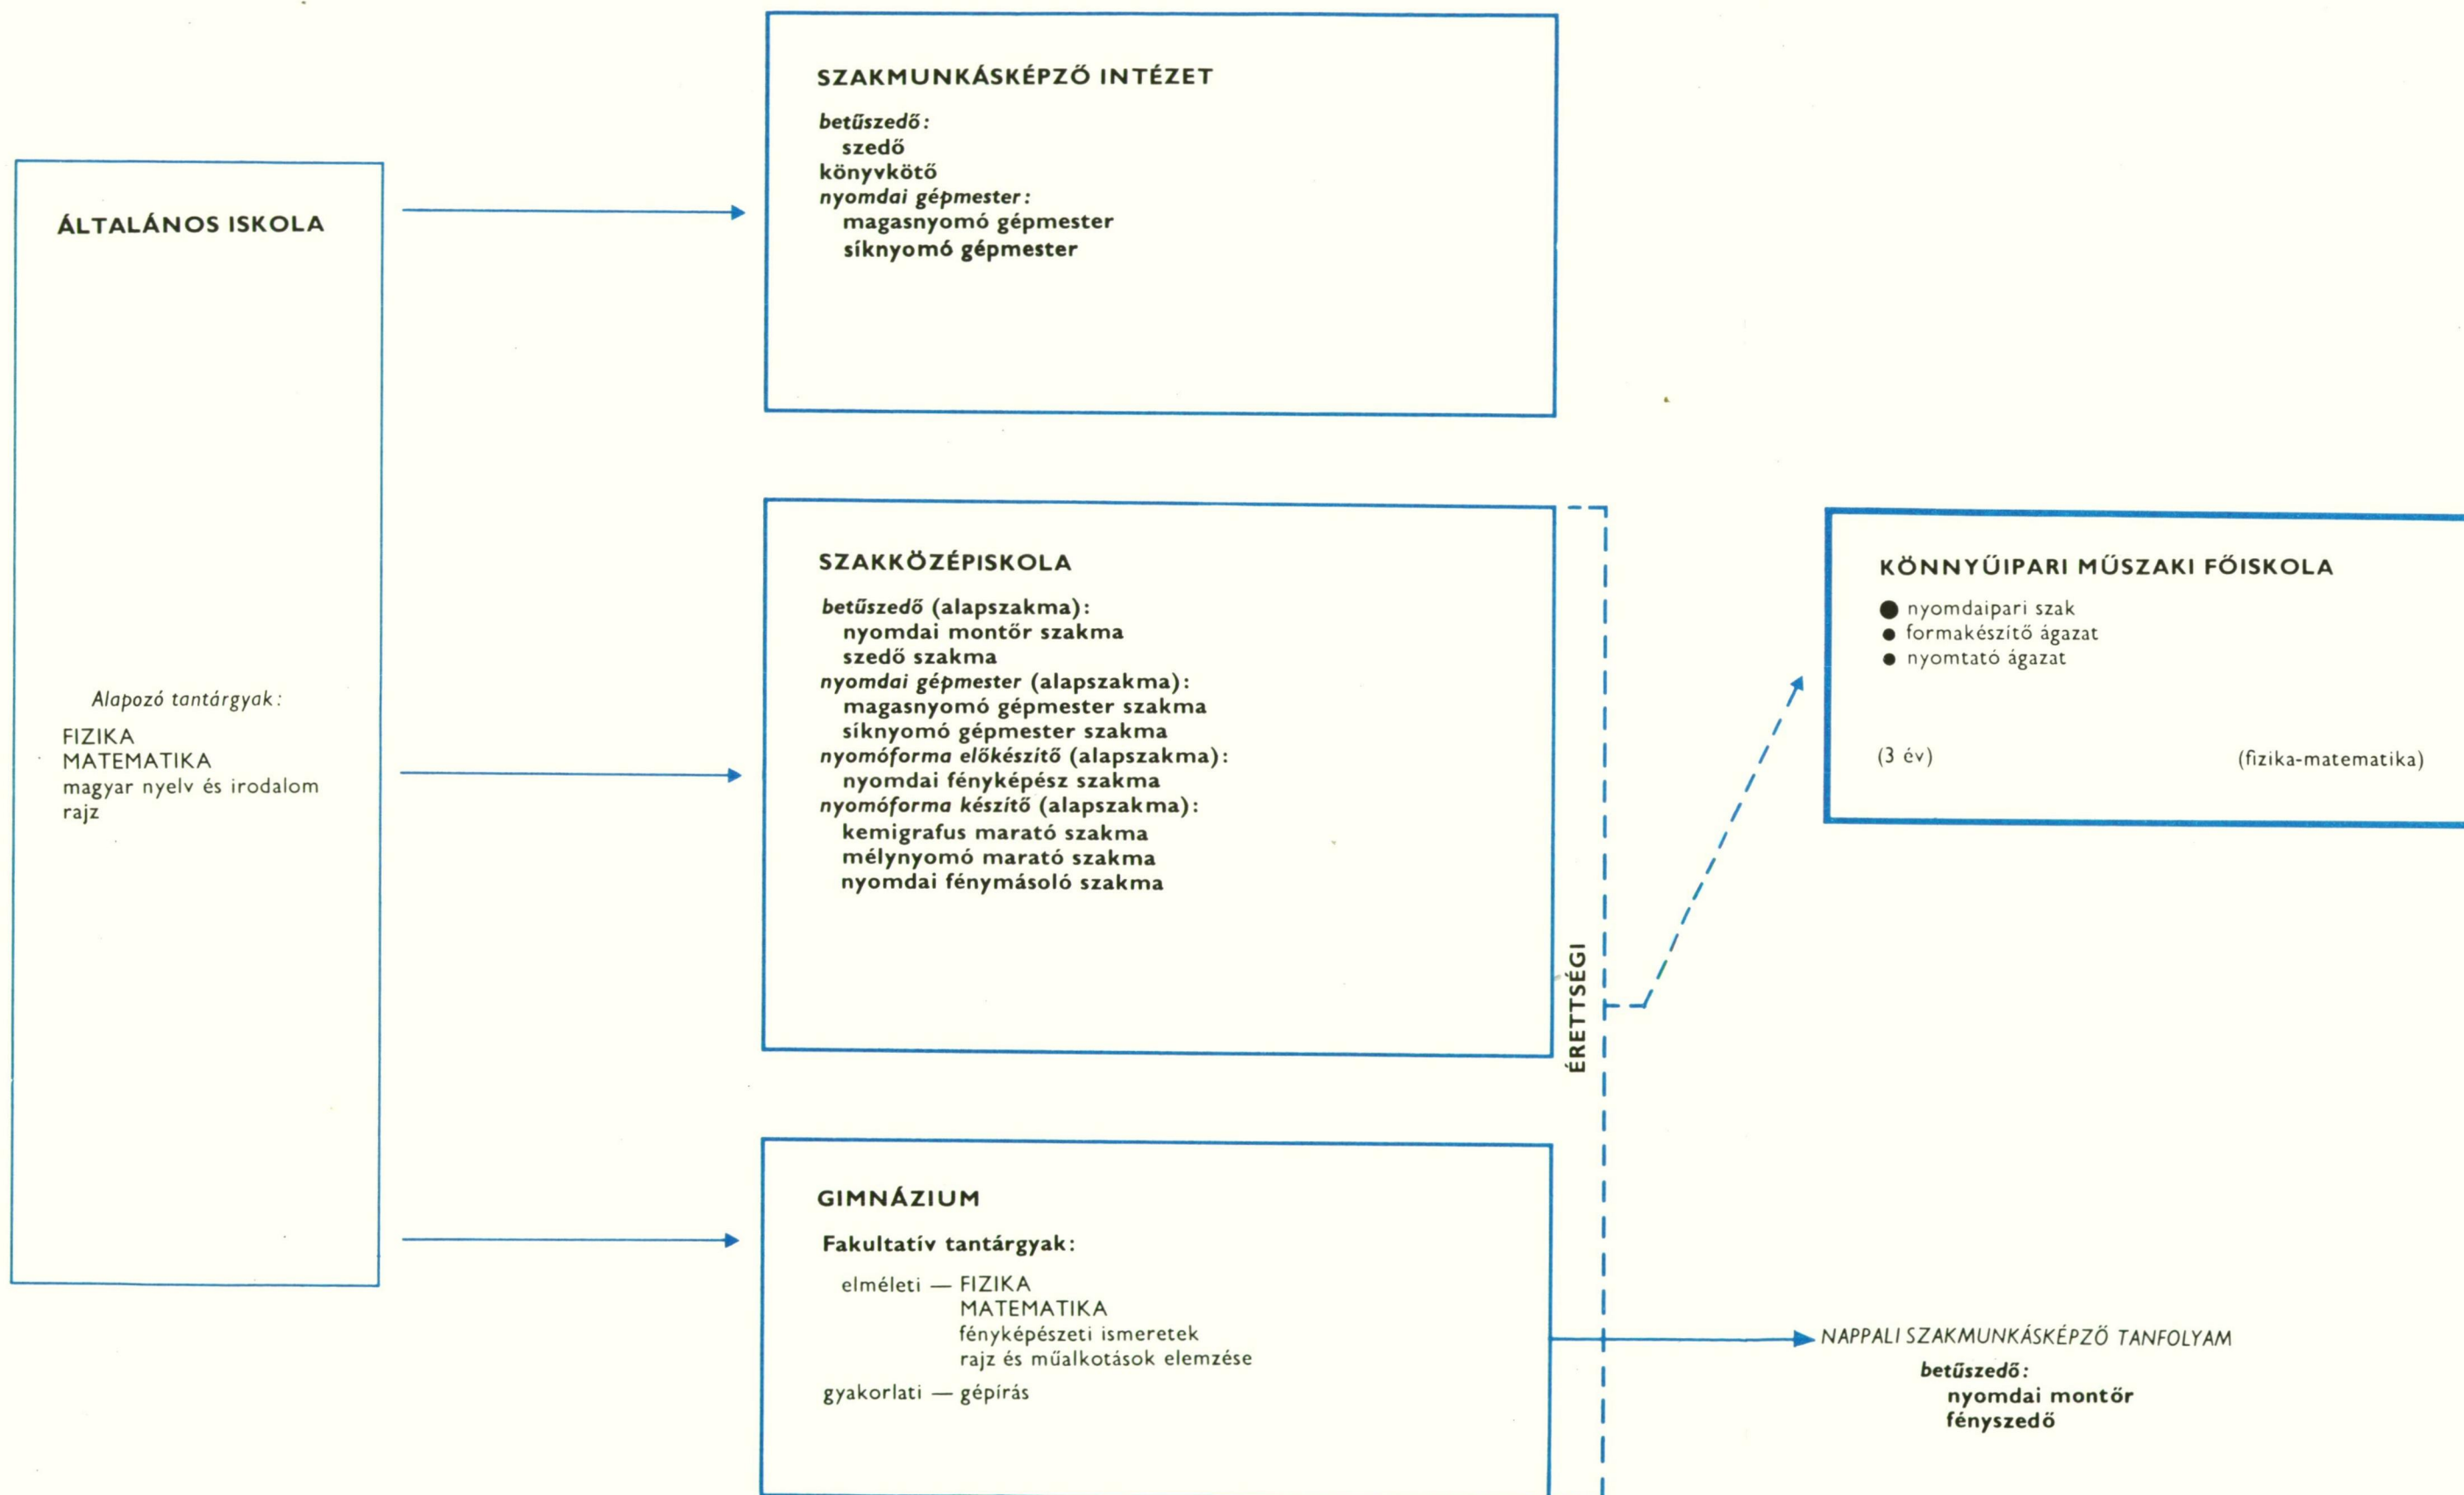 ÁLTALÁNOS ISKOLA
Alapozó tantárgyak:
FIZIKA
MATEMATIKA
magyar nyelv és irodalom
rajz
SZAKMUNKÁSKÉPZŐ INTÉZET
betűszedő:
szedő
könyvkötő
nyomdai gépmester:
magasnyomó gépmester
síknyomó gépmester
SZAKKÖZÉPISKOLA
betűszedő (alapszakma):
nyomdai montőr szakma
szedő szakma
nyomdai gépmester (alapszakma):
magasnyomó gépmester szakma
síknyomó gépmester szakma
nyomóforma előkészítő (alapszakma):
nyomdai fényképész szakma
nyomóforma készítő (alapszakma):
kemigrafus marató szakma
mélynyomó marató szakma
nyomdai fénymásoló szakma
GIMNÁZIUM
Fakultatív tantárgyak:
elméleti — FIZIKA
MATEMATIKA
fényképészeti ismeretek
rajz és műalkotások elemzése
gyakorlati — gépírás
ÉRETTSÉGI
KÖNNYŰIPARI MŰSZAKI FŐISKOLA
● nyomdaipari szak
● formakészítő ágazat
● nyomtató ágazat
(3 év) (fizika-matematika)
NAPPALI SZAKMUNKÁSKÉPZŐ TANFOLYAM
betűszedő:
nyomdai montőr
fényszedő